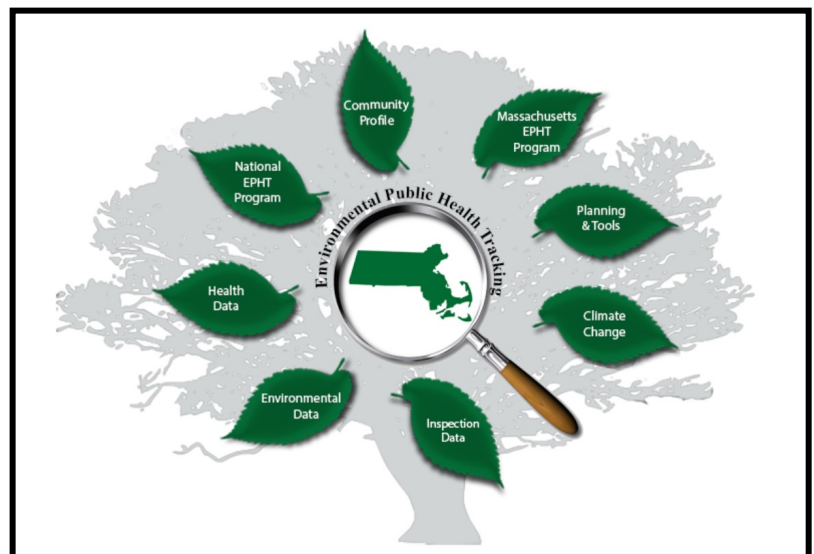 Community
Profile
Massachusetts
EPHT
Program
National
EPHT
Program
Environmental Public Health Tracking
Planning
& Tools
Health
Data
Climate
Change
Environmental
Data
Inspection
Data